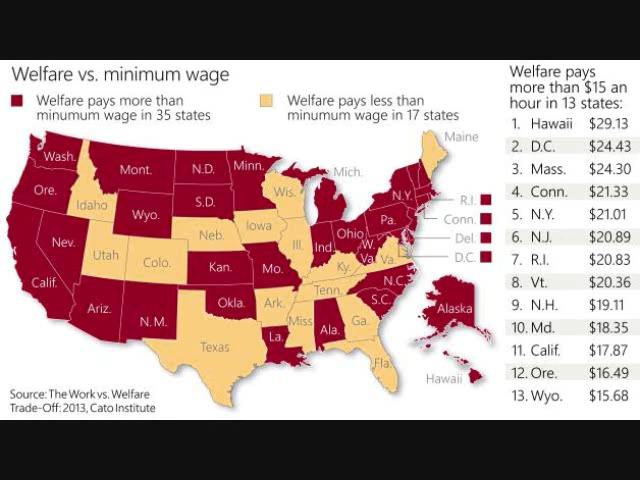 Welfare vs. minimum wage
Welfare pays more than
minimum wage in 35 states
Welfare pays less than
minimum wage in 17 states
Maine
Wash.
Mont.
N.D.
Minn.
Mich.
Ore.
Idaho
Wyo.
S.D.
Wis.
N.Y.
R.I.
Conn.
Del.
D.C.
Nev.
Utah
Colo.
Neb.
Iowa
Ill.
Ind.
Ohio
Pa.
W.
Va.
Va.
Calif.
Kan.
Mo.
Ky.
N.C.
Tenn.
S.C.
Ariz.
N.M.
Okla.
Ark.
Miss
Ala.
Ga.
Texas
La.
Fla.
Alaska
Hawaii
Source: The Work vs. Welfare
Trade-Off: 2013, Cato Institute
Welfare pays
more than $15 an
hour in 13 states:
1. Hawaii $29.13
2. D.C. $24.43
3. Mass. $24.30
4. Conn. $21.33
5. N.Y. $21.01
6. N.J. $20.89
7. R.I. $20.83
8. Vt. $20.36
9. N.H. $19.11
10. Md. $18.35
11. Calif. $17.87
12. Ore. $16.49
13. Wyo. $15.68